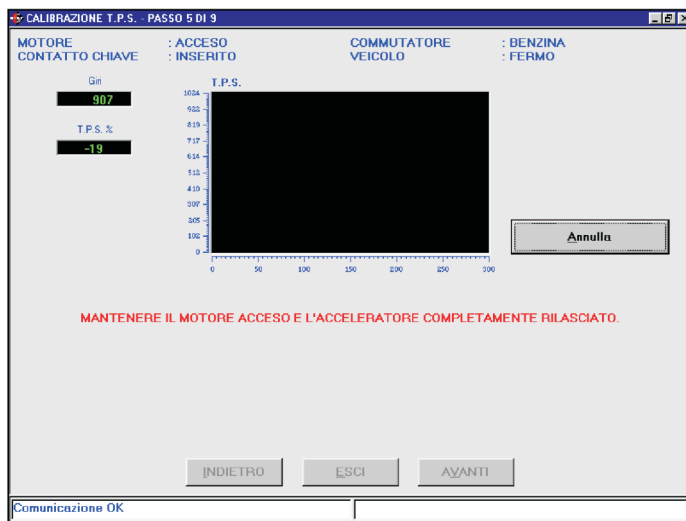 CALIBRAZIONE T.P.S. - PASSO 5 DI 9
MOTORE : ACCESO COMMUTATORE : BENZINA
CONTATTO CHIAVE : INSERITO VEICOLO : FERMO
Giri
907
T.P.S. %
-19
T.P.S.
1024
922
819
717
614
512
410
307
205
102
0
0 50 100 150 200 250 300
Annulla
MANTENERE IL MOTORE ACCESO E L'ACCELERATORE COMPLETAMENTE RILASCIATO.
INDIETRO ESCI AVANTI
Comunicazione OK